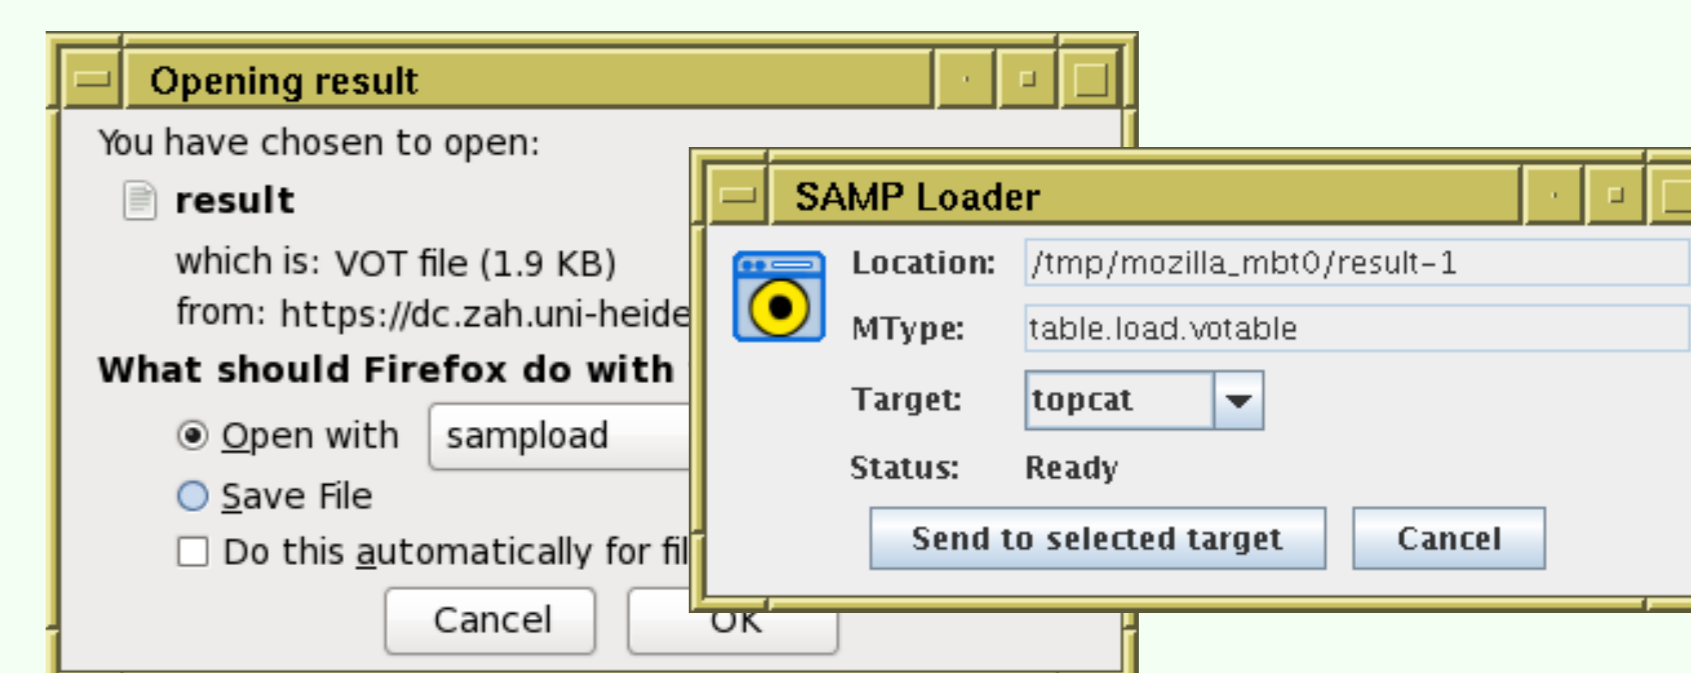 Opening result
You have chosen to open:
result
which is: VOT file (1.9 KB)
from: https://dc.zah.uni-heide
What should Firefox do with
Open with sampload
Save File
Do this automatically for fil
Cancel OK
SAMP Loader
Location: /tmp/mozilla_mbt0/result-1
MType: table.load.votable
Target: topcat
Status: Ready
Send to selected target Cancel